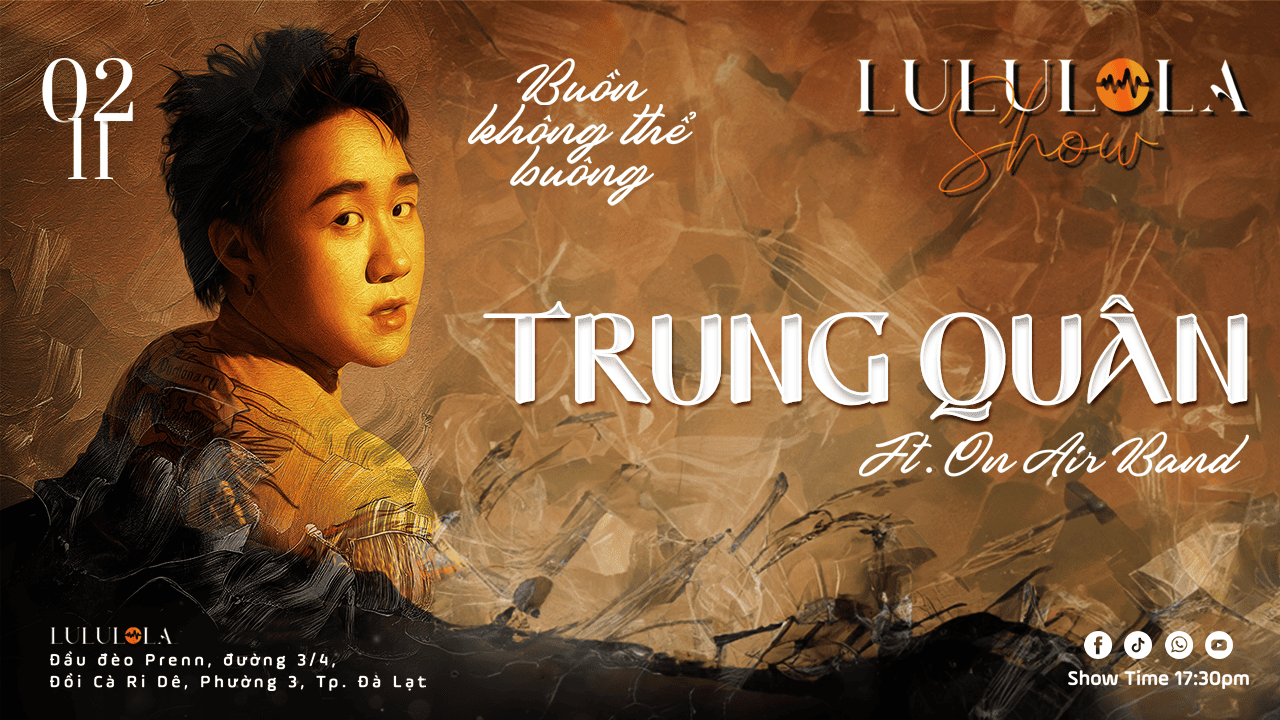 02
11
Buồn
không thể
buông
LULULOLA
Show
TRUNG QUÂN
Ft. On Air Band
LULULOLA
Đầu đèo Prenn, đường 3/4,
Đồi Cà Ri Dê, Phường 3, Tp. Đà Lạt
Show Time 17:30pm